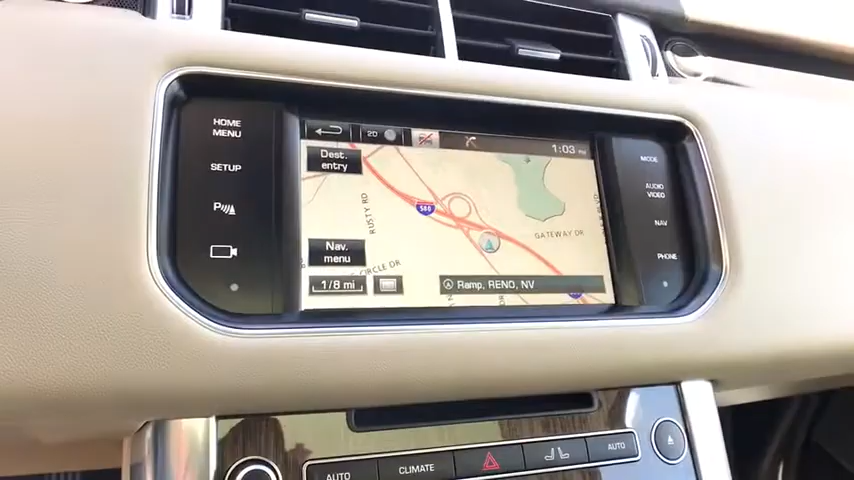 HOME
MENU
SETUP
P
MODE
AUDIO
VIDEO
NAV
PHONE
2D
1:03 PM
Dest.
entry
RUSTY RD
580
GATEWAY DR
Nav.
menu
CIRCLE DR
1/8 mi
Ramp, RENO, NV
AUTO
CLIMATE
AUTO